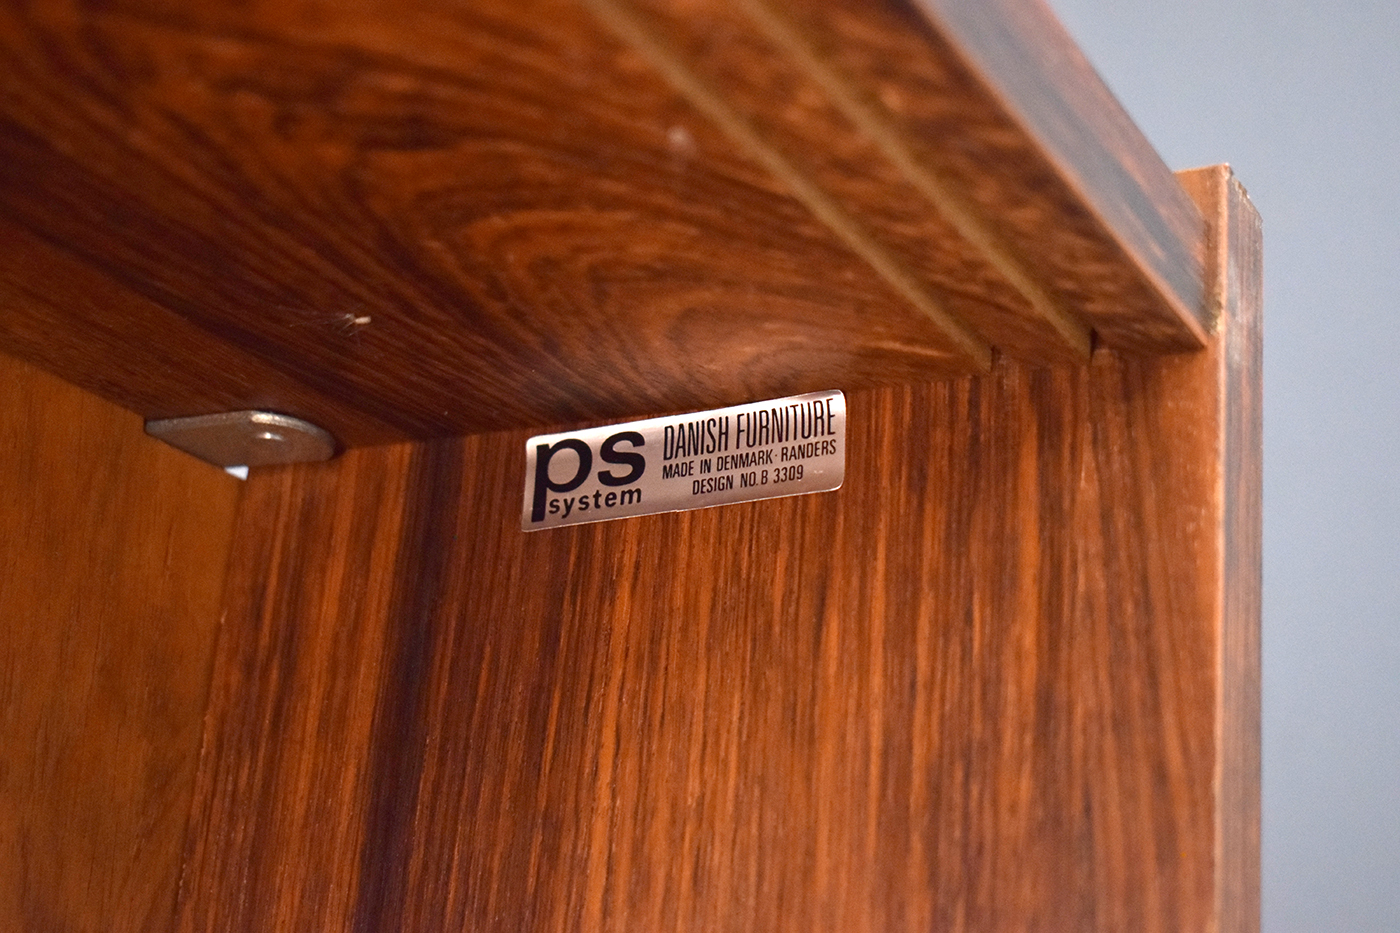 ps
system
DANISH FURNITURE
MADE IN DENMARK · RANDERS
DESIGN NO. B 3309